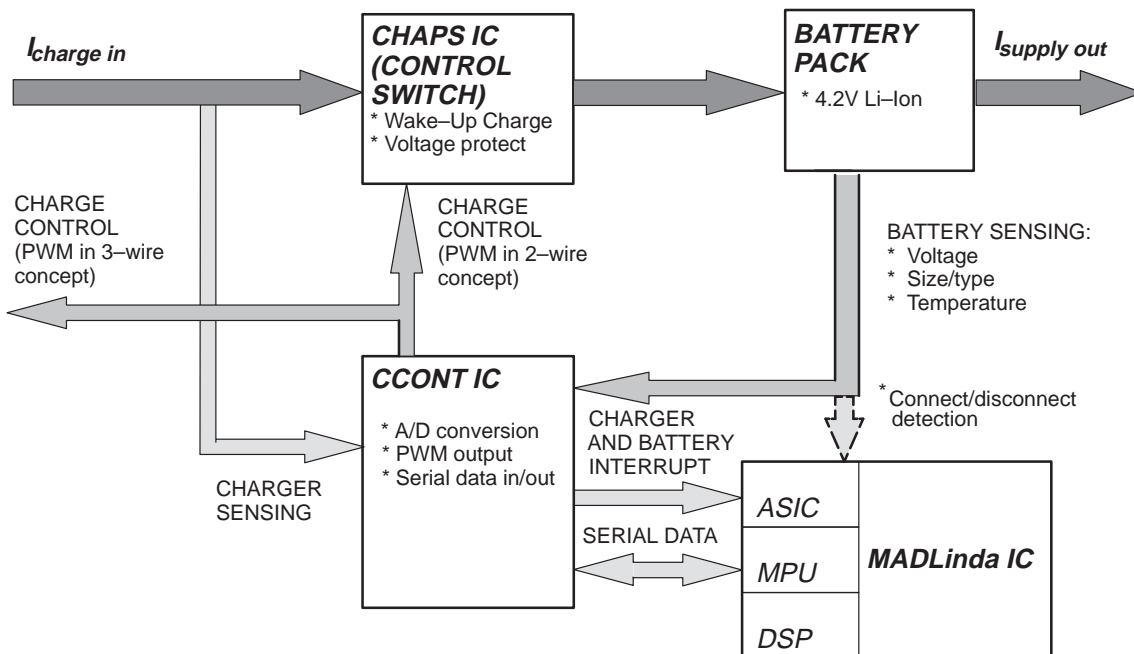 I charge in
CHAPS IC
(CONTROL
SWITCH)
* Wake–Up Charge
* Voltage protect
BATTERY
PACK
* 4.2V Li–Ion
I supply out
CHARGE
CONTROL
(PWM in 3–wire
concept)
CHARGE
CONTROL
(PWM in 2–wire
concept)
BATTERY SENSING:
* Voltage
* Size/type
* Temperature
CCONT IC
* A/D conversion
* PWM output
* Serial data in/out
*Connect/disconnect
detection
CHARGER
AND BATTERY
INTERRUPT
CHARGER
SENSING
SERIAL DATA
ASIC
MPU
DSP
MADLinda IC